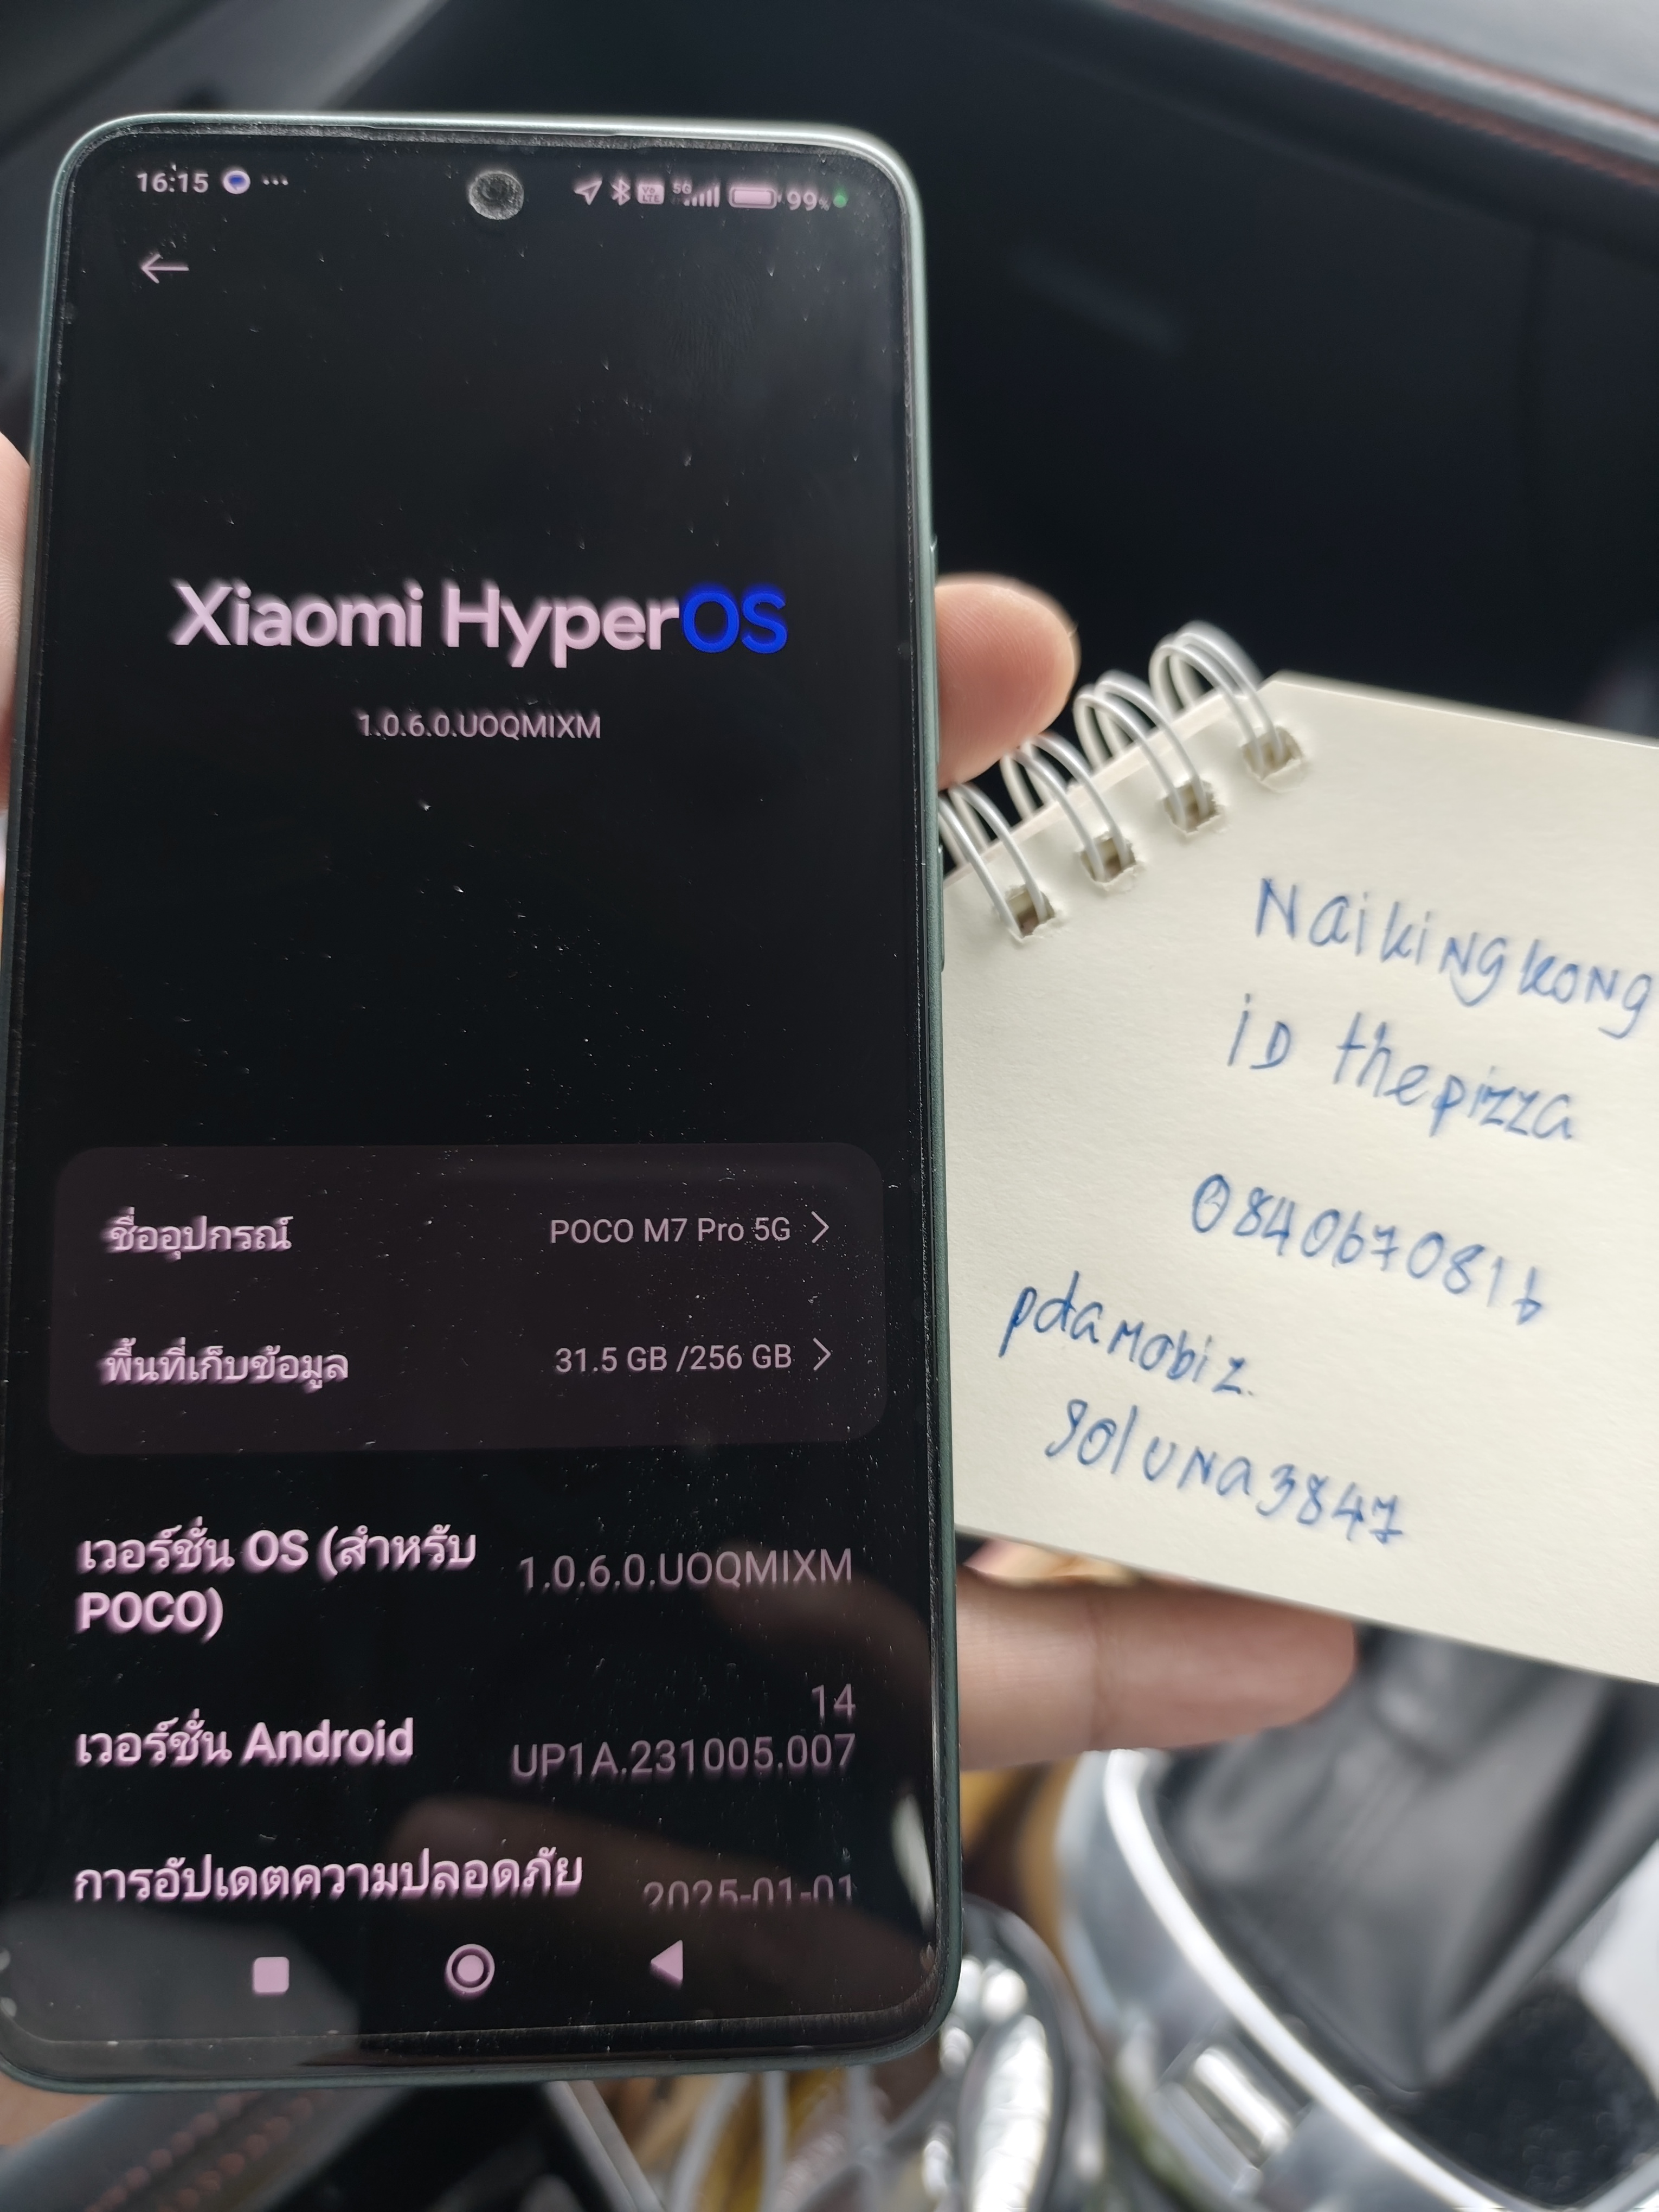 16:15 ... 5G Vo LTE 99%
Xiaomi HyperOS
1.0.6.0.UOQMIXM
ชื่ออุปกรณ์ POCO M7 Pro 5G
พื้นที่เก็บข้อมูล 31.5 GB /256 GB
เวอร์ชั่น OS (สำหรับ
POCO) 1.0.6.0.UOQMIXM
เวอร์ชั่น Android 14
UP1A.231005.007
การอัปเดตความปลอดภัย 2025-01-01
Naikingkong
iD thepizza
0840670816
pdamobiz.
soluna3847